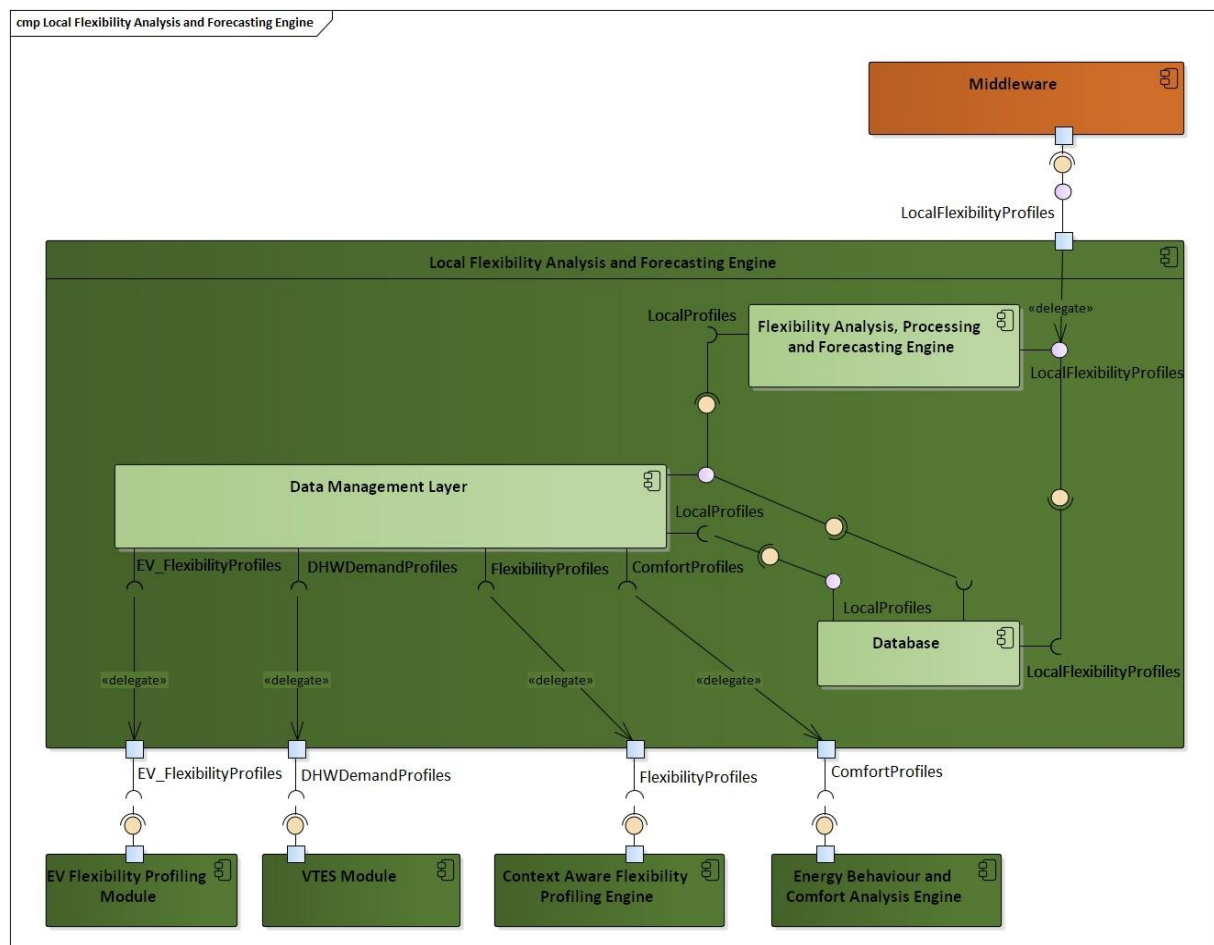 cmp Local Flexibility Analysis and Forecasting Engine
Middleware
LocalFlexibilityProfiles
Local Flexibility Analysis and Forecasting Engine
LocalProfiles
Flexibility Analysis, Processing
and Forecasting Engine
«delegate»
LocalFlexibilityProfiles
Data Management Layer
LocalProfiles
EV_FlexibilityProfiles
DHWDemandProfiles
FlexibilityProfiles
ComfortProfiles
LocalProfiles
Database
LocalFlexibilityProfiles
«delegate»
«delegate»
«delegate»
«delegate»
EV_FlexibilityProfiles
DHWDemandProfiles
FlexibilityProfiles
ComfortProfiles
EV Flexibility Profiling
Module
VTES Module
Context Aware Flexibility
Profiling Engine
Energy Behaviour and
Comfort Analysis Engine